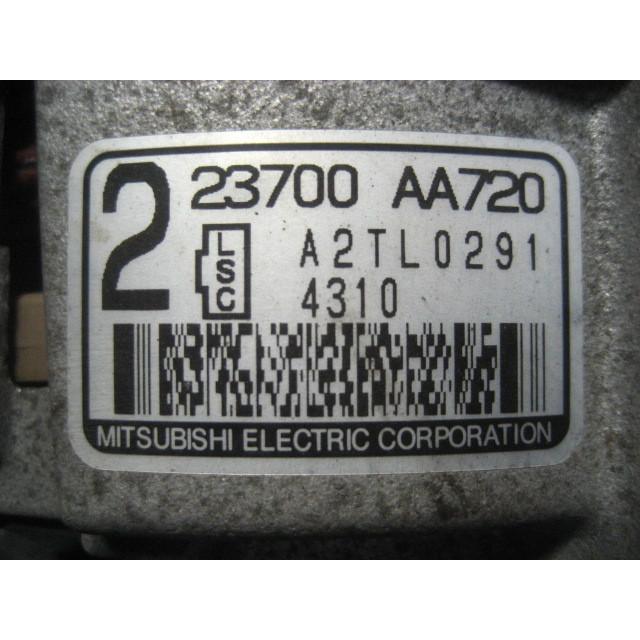 2 23700 AA720
LSC A2TL0291
4310
MITSUBISHI ELECTRIC CORPORATION